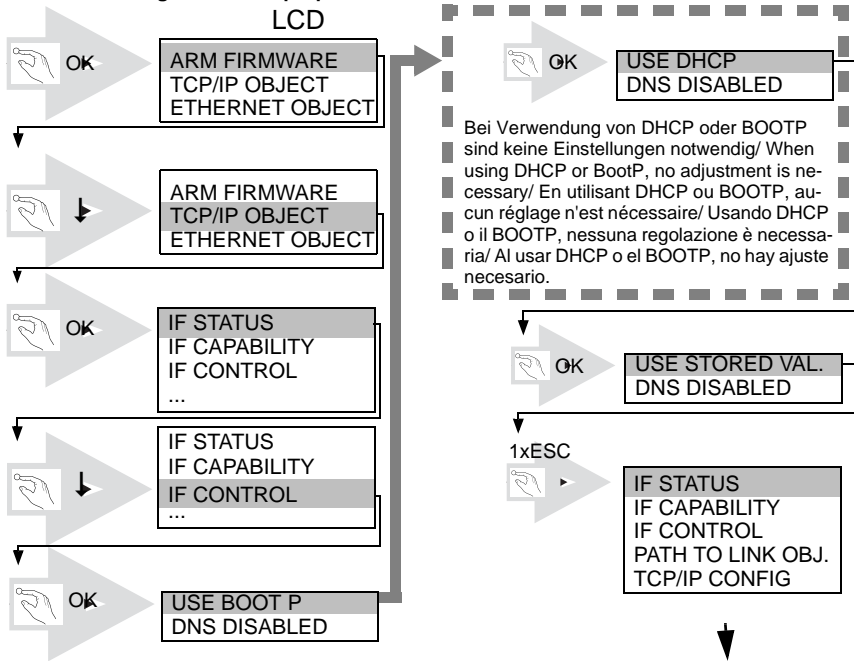 LCD
OK
ARM FIRMWARE
TCP/IP OBJECT
ETHERNET OBJECT
ARM FIRMWARE
TCP/IP OBJECT
ETHERNET OBJECT
OK
IF STATUS
IF CAPABILITY
IF CONTROL
...
IF STATUS
IF CAPABILITY
IF CONTROL
...
OK
USE BOOT P
DNS DISABLED
OK
USE DHCP
DNS DISABLED
Bei Verwendung von DHCP oder BOOTP
sind keine Einstellungen notwendig/ When
using DHCP or BootP, no adjustment is ne-
cessary/ En utilisant DHCP ou BOOTP, au-
cun réglage n'est nécessaire/ Usando DHCP
o il BOOTP, nessuna regolazione è necessa-
ria/ Al usar DHCP o el BOOTP, no hay ajuste
necesario.
OK
USE STORED VAL.
DNS DISABLED
1xESC
IF STATUS
IF CAPABILITY
IF CONTROL
PATH TO LINK OBJ.
TCP/IP CONFIG